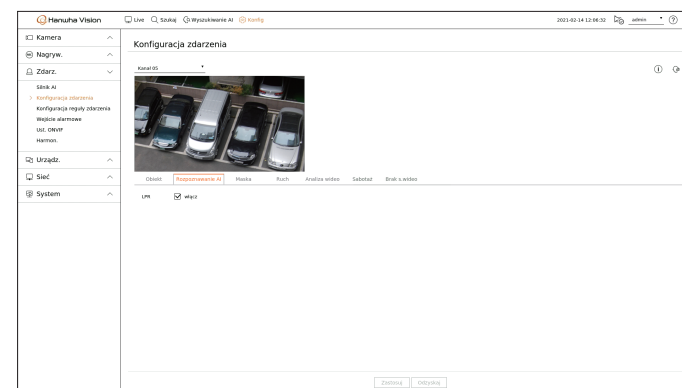 Hanwha Vision
Live Szukaj Wyszukiwanie AI Konfig
2021-02-14 12:06:32 admin
Kamera
Nagryw.
Zdarz.
Silnik AI
Konfiguracja zdarzenia
Konfiguracja reguły zdarzenia
Wejście alarmowe
Ust. ONVIF
Harmon.
Urządz.
Sieć
System
Konfiguracja zdarzenia
Kanał 05
Obiekt Rozpoznawanie AI Maska Ruch Analiza wideo Sabotaż Brak s.wideo
LPR włącz
Zastosuj Odzyskaj